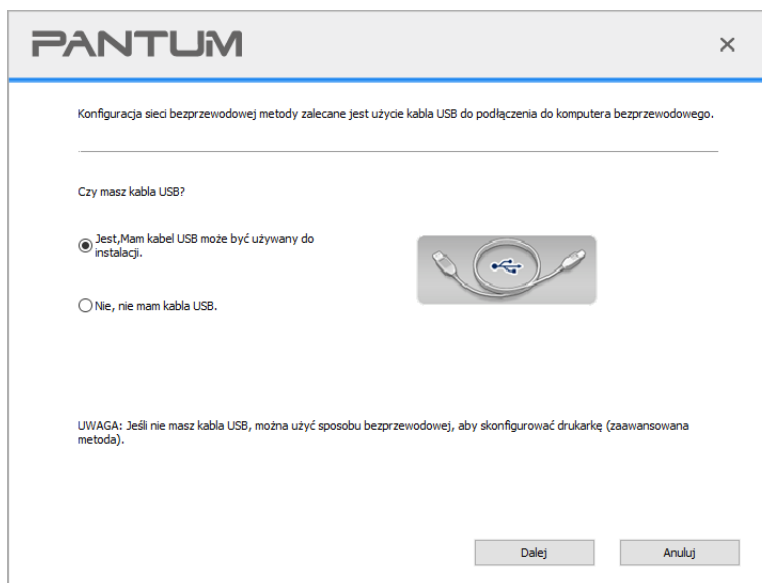 PANTUM
Konfiguracja sieci bezprzewodowej metody zalecane jest użycie kabla USB do podłączenia do komputera bezprzewodowego.
Czy masz kabla USB?
Jest,Mam kabel USB może być używany do
instalacji.
Nie, nie mam kabla USB.
UWAGA: Jeśli nie masz kabla USB, można użyć sposobu bezprzewodowej, aby skonfigurować drukarkę (zaawansowana
metoda).
Dalej
Anuluj